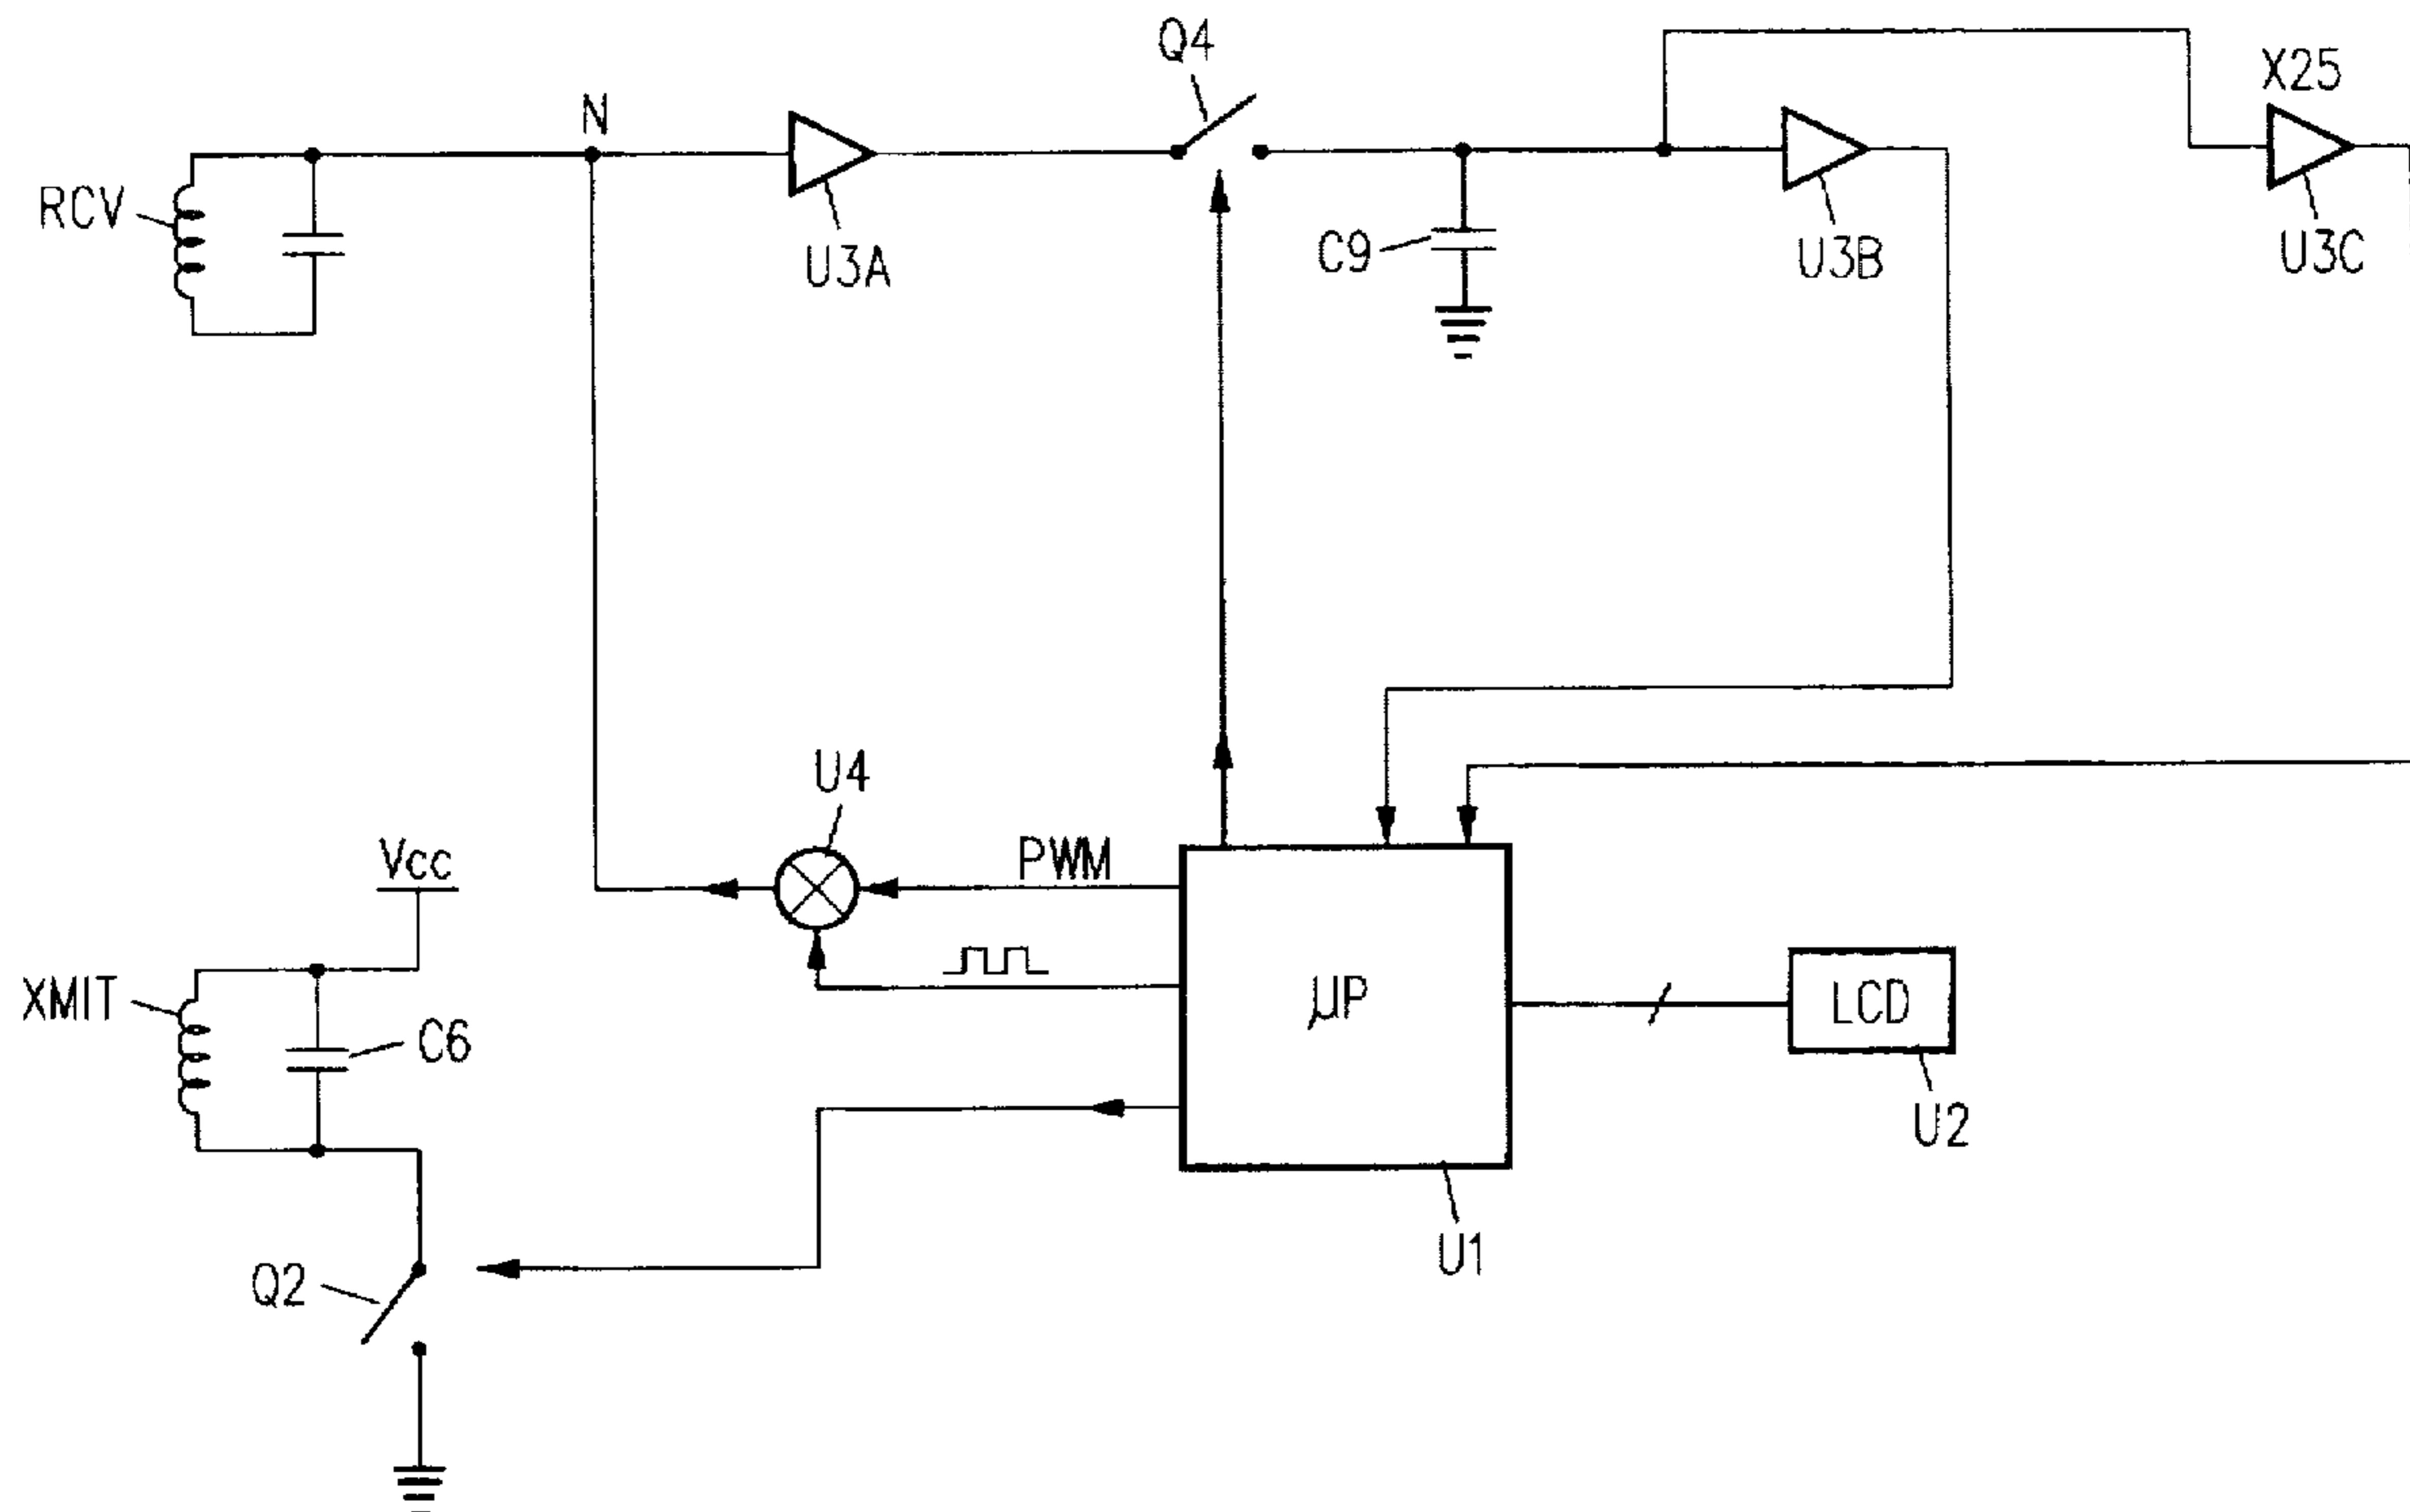 Q4
X25
N
RCV
U3A
C9
U3B
U3C
U4
Vcc
PWM
XMIT
C6
µP
LCD
U2
Q2
U1